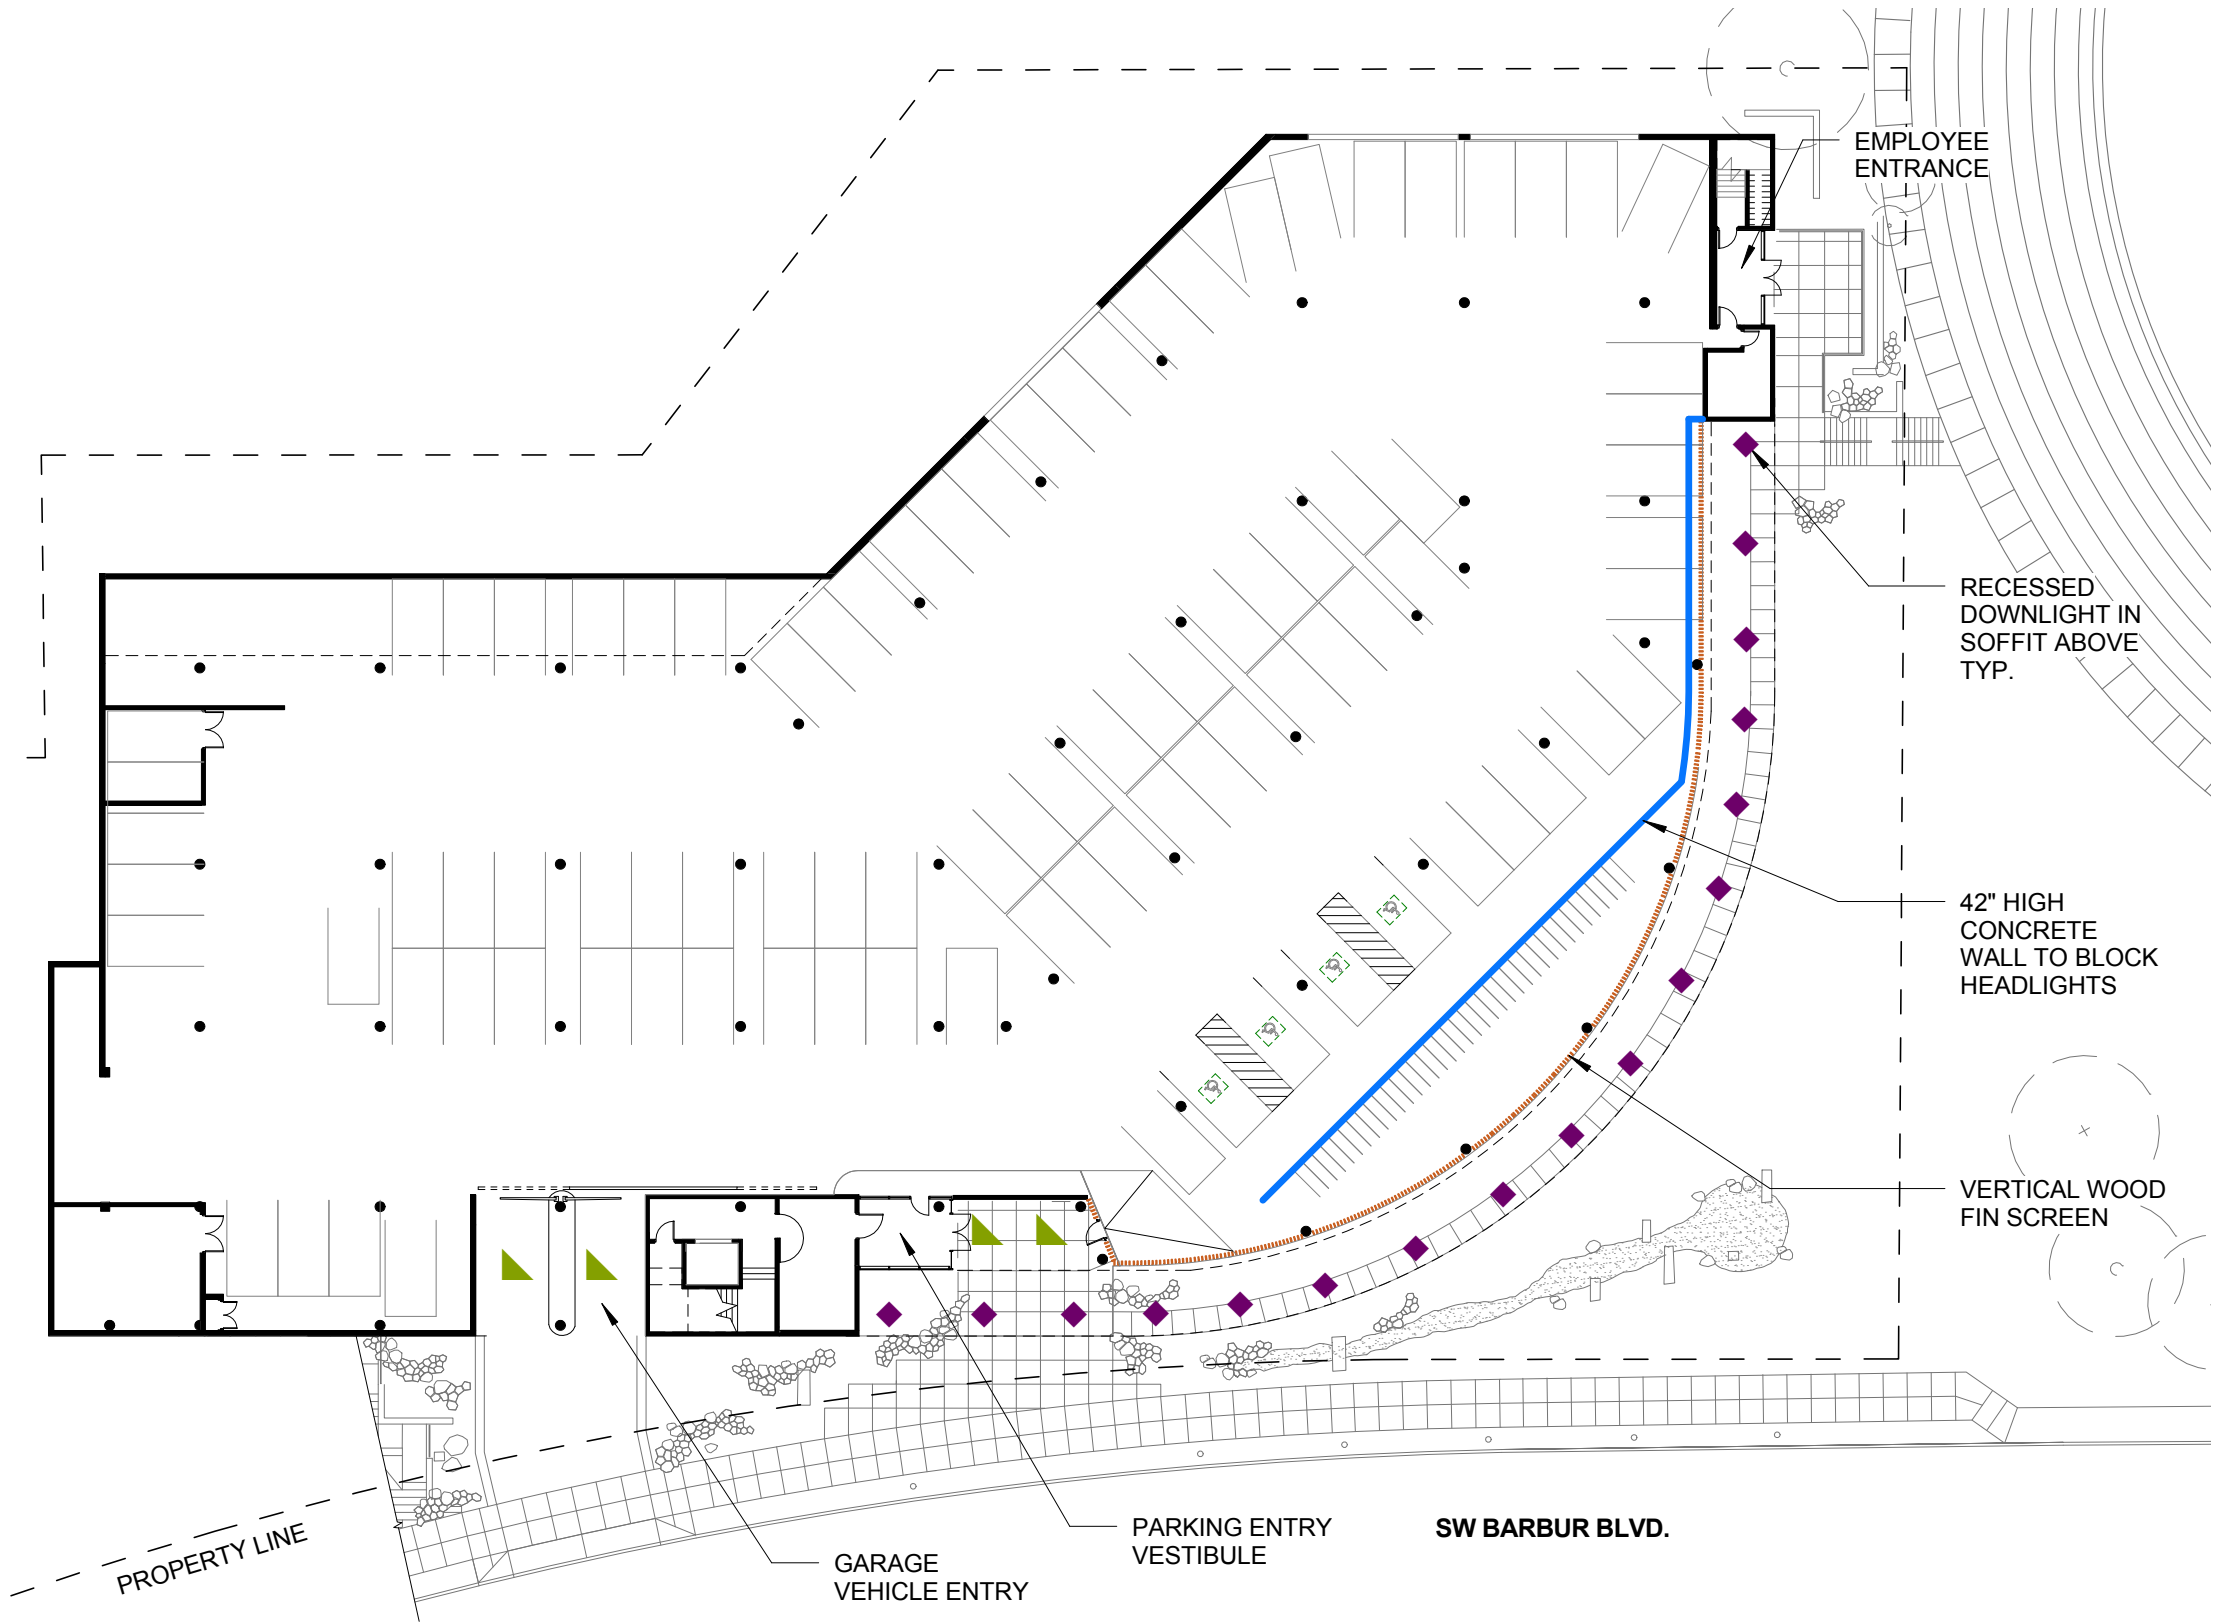 EMPLOYEE
ENTRANCE
RECESSED
DOWNLIGHT IN
SOFFIT ABOVE
TYP.
42" HIGH
CONCRETE
WALL TO BLOCK
HEADLIGHTS
VERTICAL WOOD
FIN SCREEN
PARKING ENTRY
VESTIBULE
SW BARBUR BLVD.
GARAGE
VEHICLE ENTRY
PROPERTY LINE